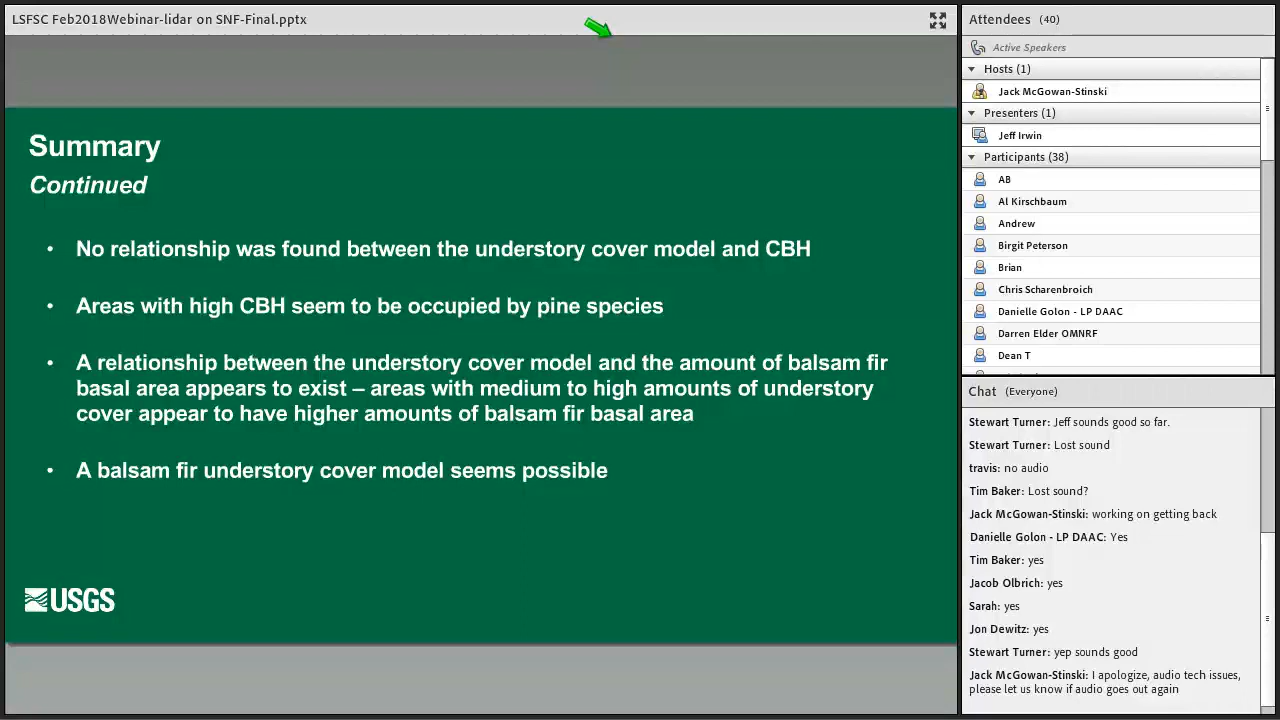 LSFSC Feb2018Webinar-lidar on SNF-Final.pptx
Summary
Continued
• No relationship was found between the understory cover model and CBH
• Areas with high CBH seem to be occupied by pine species
• A relationship between the understory cover model and the amount of balsam fir
basal area appears to exist – areas with medium to high amounts of understory
cover appear to have higher amounts of balsam fir basal area
• A balsam fir understory cover model seems possible
USGS
Attendees (40)
Active Speakers
Hosts (1)
Jack McGowan-Stinski
Presenters (1)
Jeff Irwin
Participants (38)
AB
Al Kirschbaum
Andrew
Birgit Peterson
Brian
Chris Scharenbroich
Danielle Golon - LP DAAC
Darren Elder OMNRF
Dean T
Chat (Everyone)
Stewart Turner: Jeff sounds good so far.
Stewart Turner: Lost sound
travis: no audio
Tim Baker: Lost sound?
Jack McGowan-Stinski: working on getting back
Danielle Golon - LP DAAC: Yes
Tim Baker: yes
Jacob Olbrich: yes
Sarah: yes
Jon Dewitz: yes
Stewart Turner: yep sounds good
Jack McGowan-Stinski: I apologize, audio tech issues,
please let us know if audio goes out again